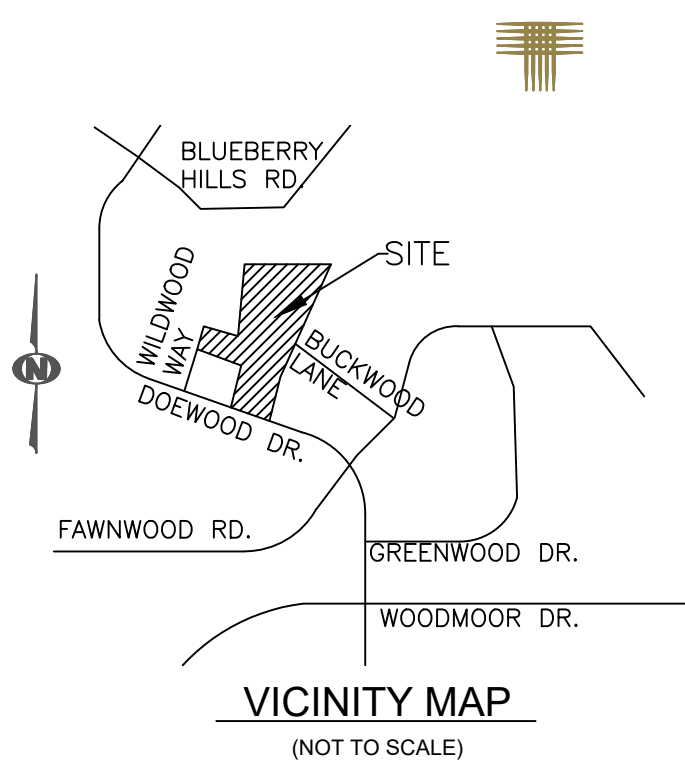 BLUEBERRY
HILLS RD.
SITE
WILDWOOD
WAY
BUCKWOOD
LANE
DOEWOOD DR.
N
FAWNWOOD RD.
GREENWOOD DR.
WOODMOOR DR.
VICINITY MAP
(NOT TO SCALE)